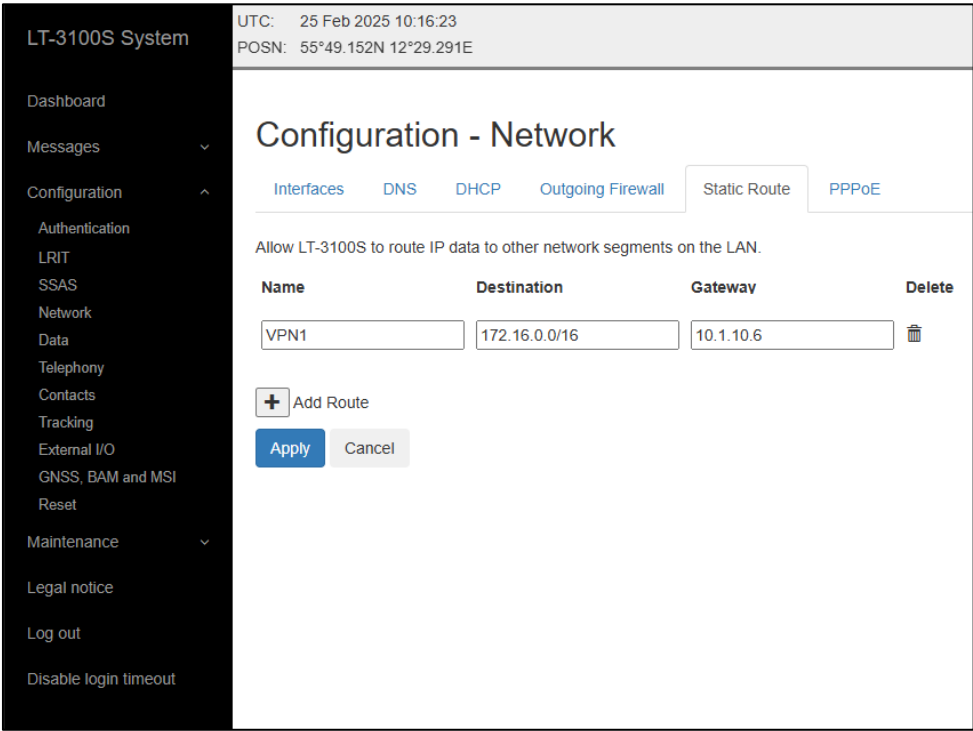 LT-3100S System
Dashboard
Messages
Configuration
Authentication
LRIT
SSAS
Network
Data
Telephony
Contacts
Tracking
External I/O
GNSS, BAM and MSI
Reset
Maintenance
Legal notice
Log out
Disable login timeout
UTC: 25 Feb 2025 10:16:23
POSN: 55°49.152N 12°29.291E
Configuration - Network
Interfaces DNS DHCP Outgoing Firewall Static Route PPPoE
Allow LT-3100S to route IP data to other network segments on the LAN.
Name Destination Gateway Delete
VPN1 172.16.0.0/16 10.1.10.6
Add Route
Apply Cancel